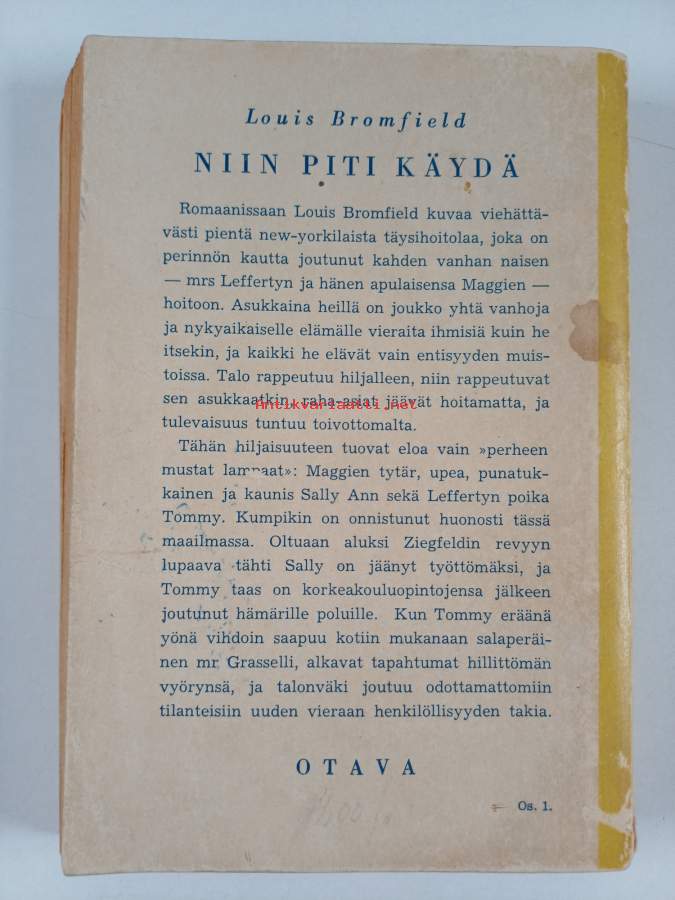 Louis Bromfield
NIIN PITI KÄYDÄ
Romaanissaan Louis Bromfield kuvaa viehättä-
västi pientä new-yorkilaista täysihoitolaa, joka on
perinnön kautta joutunut kahden vanhan naisen
— mrs Leffertyn ja hänen apulaisensa Maggien —
hoitoon. Asukkaina heillä on joukko yhtä vanhoja
ja nykyaikaiselle elämälle vieraita ihmisiä kuin he
itsekin, ja kaikki he elävät vain entisyyden muis-
toissa. Talo rappeutuu hiljalleen, niin rappeutuvat
sen asukkaatkin, raha-asiat jäävät hoitamatta, ja
Antikvariaatti.net
tulevaisuus tuntuu toivottomalta.
Tähän hiljaisuuteen tuovat eloa vain »perheen
mustat lampaat»: Maggien tytär, upea, punatuk-
kainen ja kaunis Sally Ann sekä Leffertyn poika
Tommy. Kumpikin on onnistunut huonosti tässä
maailmassa. Oltuaan aluksi Ziegfeldin revyyn
lupaava tähti Sally on jäänyt työttömäksi, ja
Tommy taas on korkeakouluopintojensa jälkeen
joutunut hämärille poluille. Kun Tommy eräänä
yönä vihdoin saapuu kotiin mukanaan salaperäi-
nen mr Grasselli, alkavat tapahtumat hillittömän
vyörynsä, ja talonväki joutuu odottamattomiin
tilanteisiin uuden vieraan henkilöllisyyden takia.
OTAVA
Os. 1.